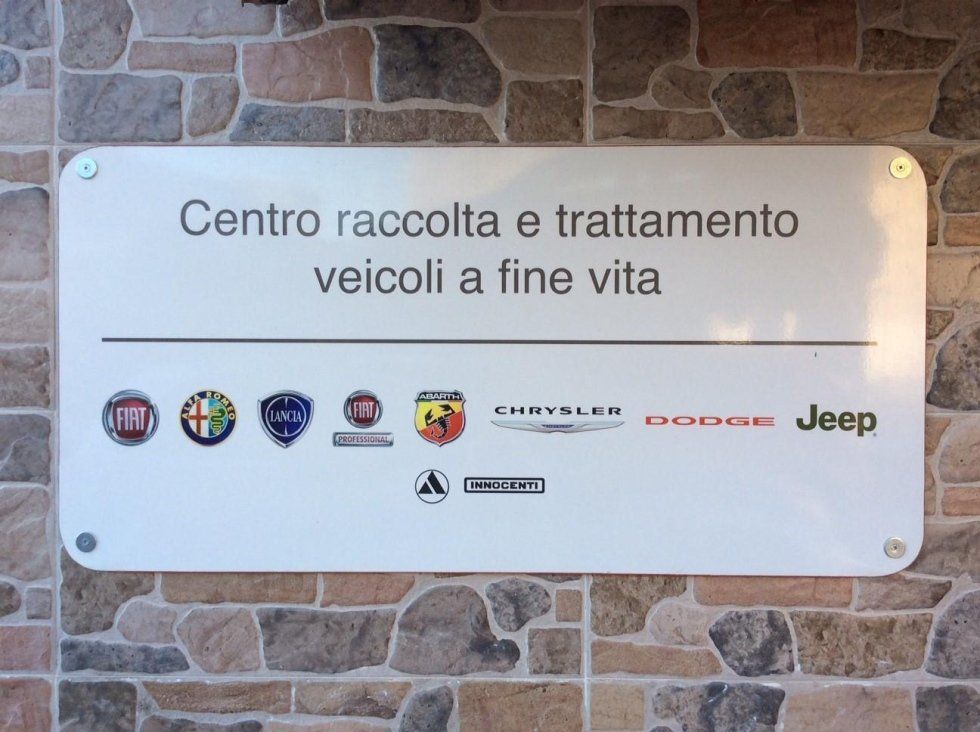 Centro raccolta e trattamento
veicoli a fine vita
FIAT ALFA ROMEO LANCIA FIAT PROFESSIONAL ABARTH CHRYSLER DODGE Jeep
INNOCENTI